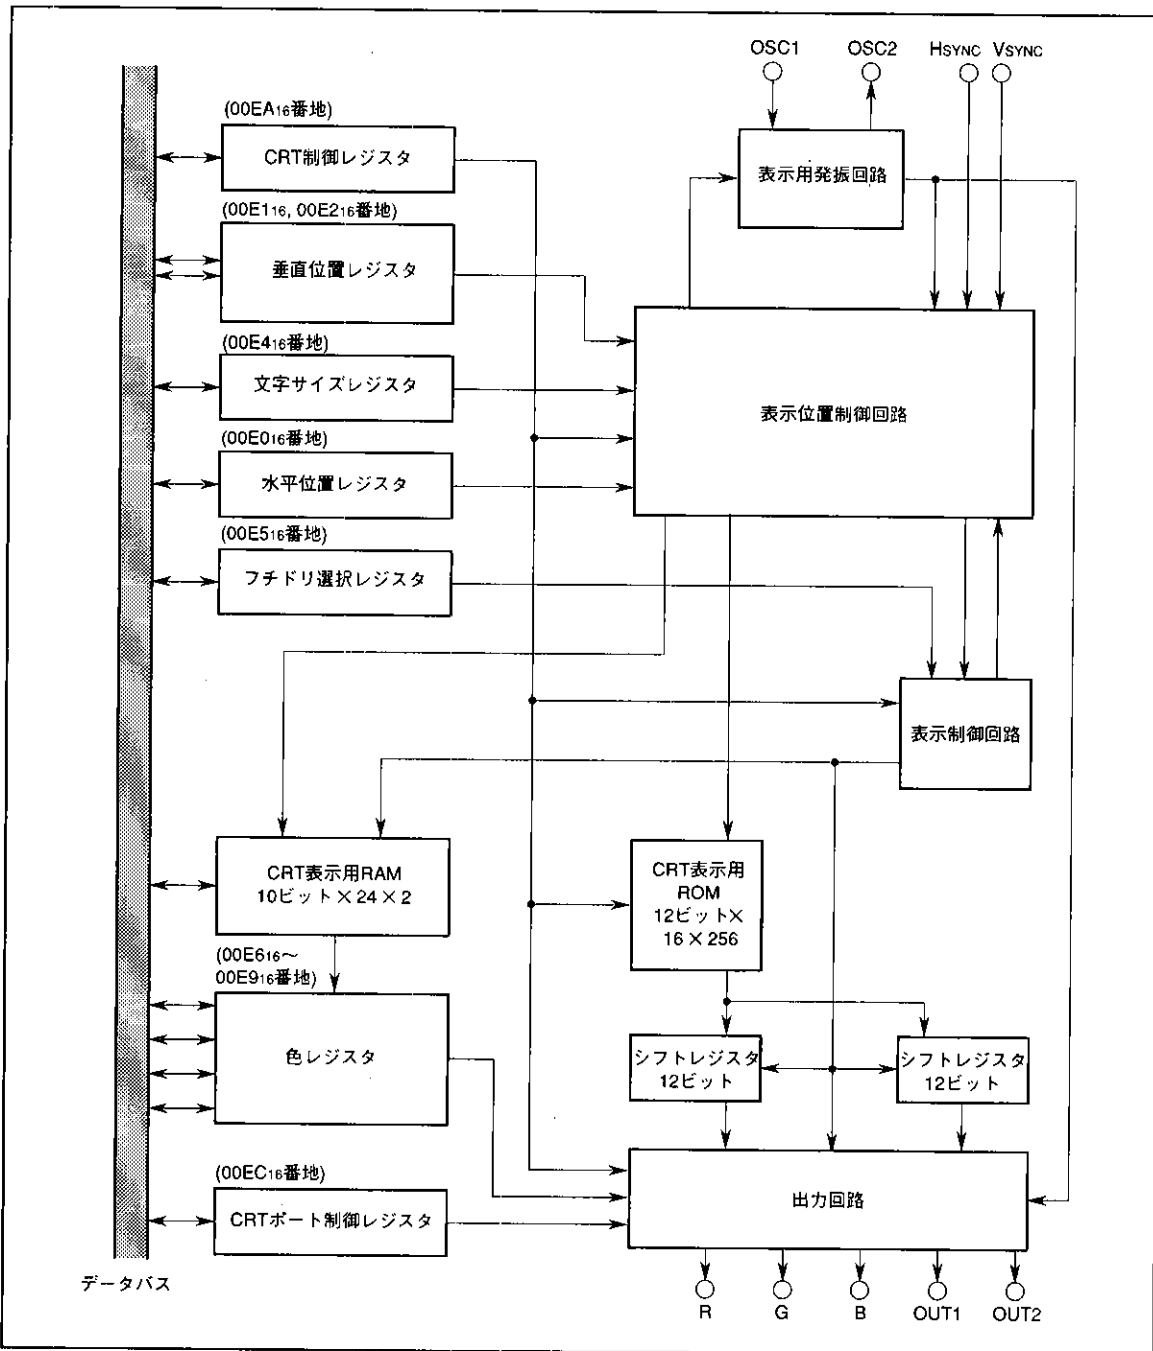 OSC1 OSC2 HSYNC VSYNC
(00EA16番地)
CRT制御レジスタ
表示用発振回路
(00E116, 00E216番地)
垂直位置レジスタ
(00E416番地)
文字サイズレジスタ
表示位置制御回路
(00E016番地)
水平位置レジスタ
(00E516番地)
フチドリ選択レジスタ
表示制御回路
CRT表示用RAM
10ビット×24×2
CRT表示用
ROM
12ビット×
16×256
(00E616～
00E916番地)
色レジスタ
シフトレジスタ
12ビット
シフトレジスタ
12ビット
(00EC16番地)
CRTポート制御レジスタ
出力回路
データバス
R G B OUT1 OUT2